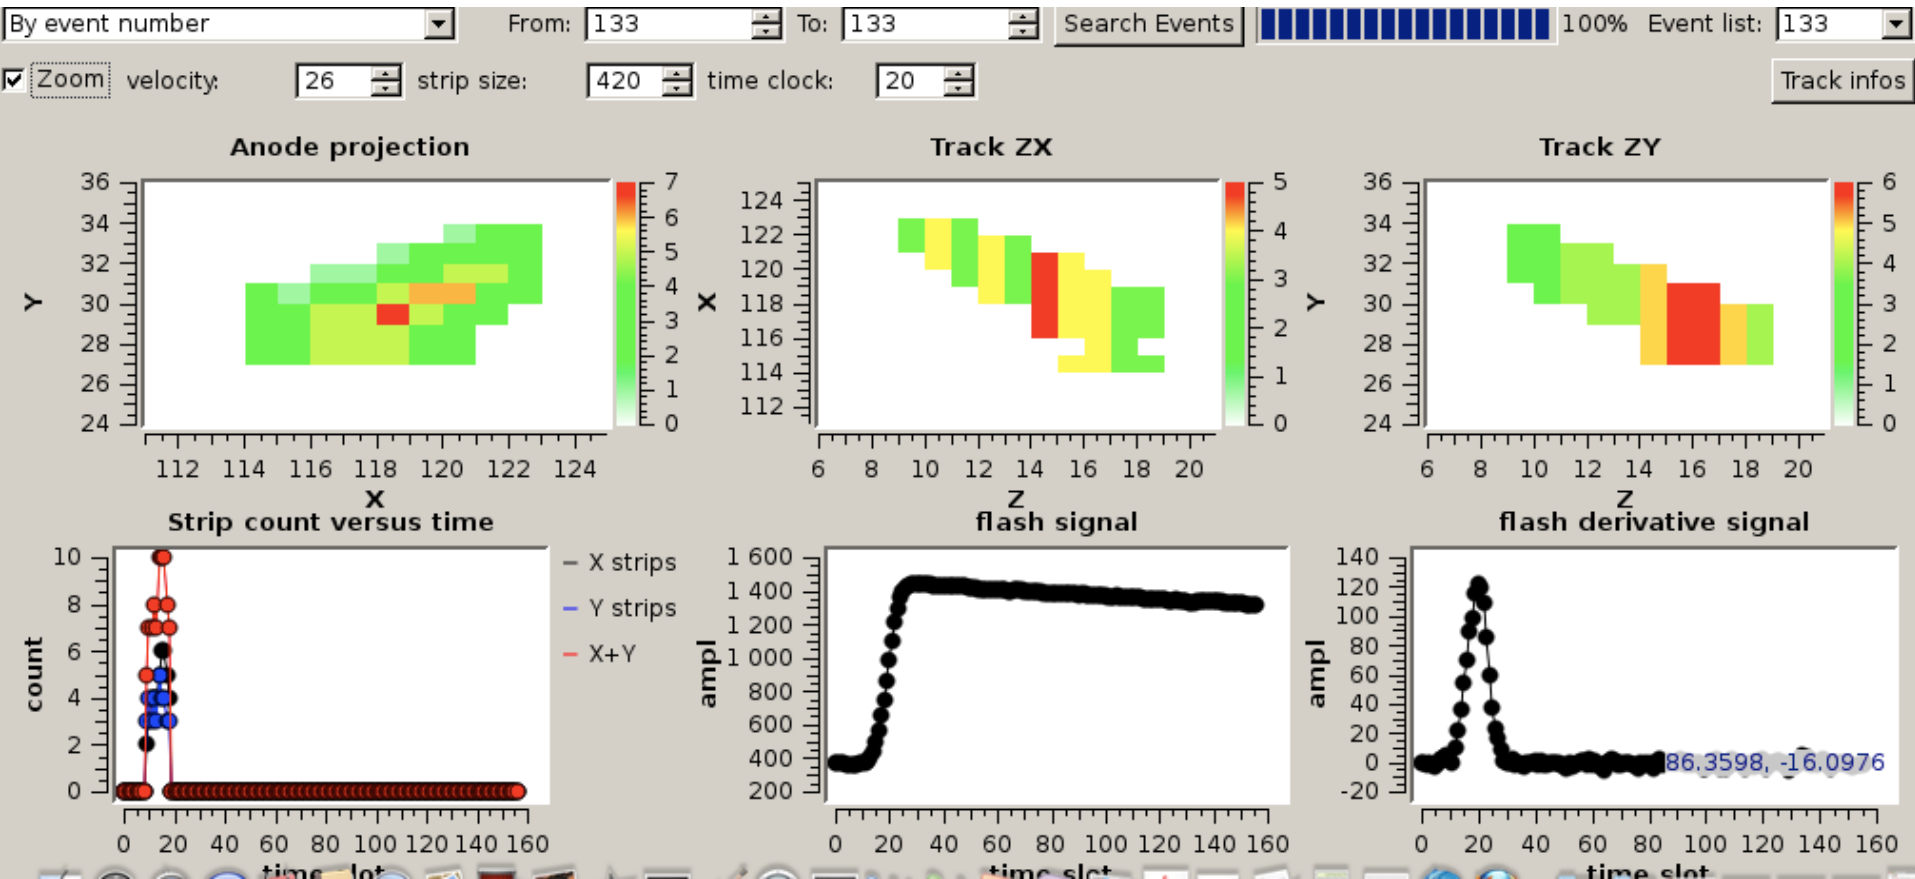 By event number From: 133 To: 133 Search Events 100% Event list: 133
Zoom velocity: 26 strip size: 420 time clock: 20 Track infos
Anode projection
36
34
32
30
28
26
24
Y
112 114 116 118 120 122 124
X
7
6
5
4
3
2
1
0
Track ZX
124
122
120
118
116
114
112
X
6 8 10 12 14 16 18 20
Z
5
4
3
2
1
0
Track ZY
36
34
32
30
28
26
24
Y
6 8 10 12 14 16 18 20
Z
6
5
4
3
2
1
0
Strip count versus time
10
8
6
4
2
0
count
0 20 40 60 80 100 120 140 160
time slot
X strips
Y strips
X+Y
flash signal
1 600
1 400
1 200
1 000
800
600
400
200
ampl
0 20 40 60 80 100 120 140 160
time slot
flash derivative signal
140
120
100
80
60
40
20
0
-20
ampl
86.3598, -16.0976
0 20 40 60 80 100 120 140 160
time slot